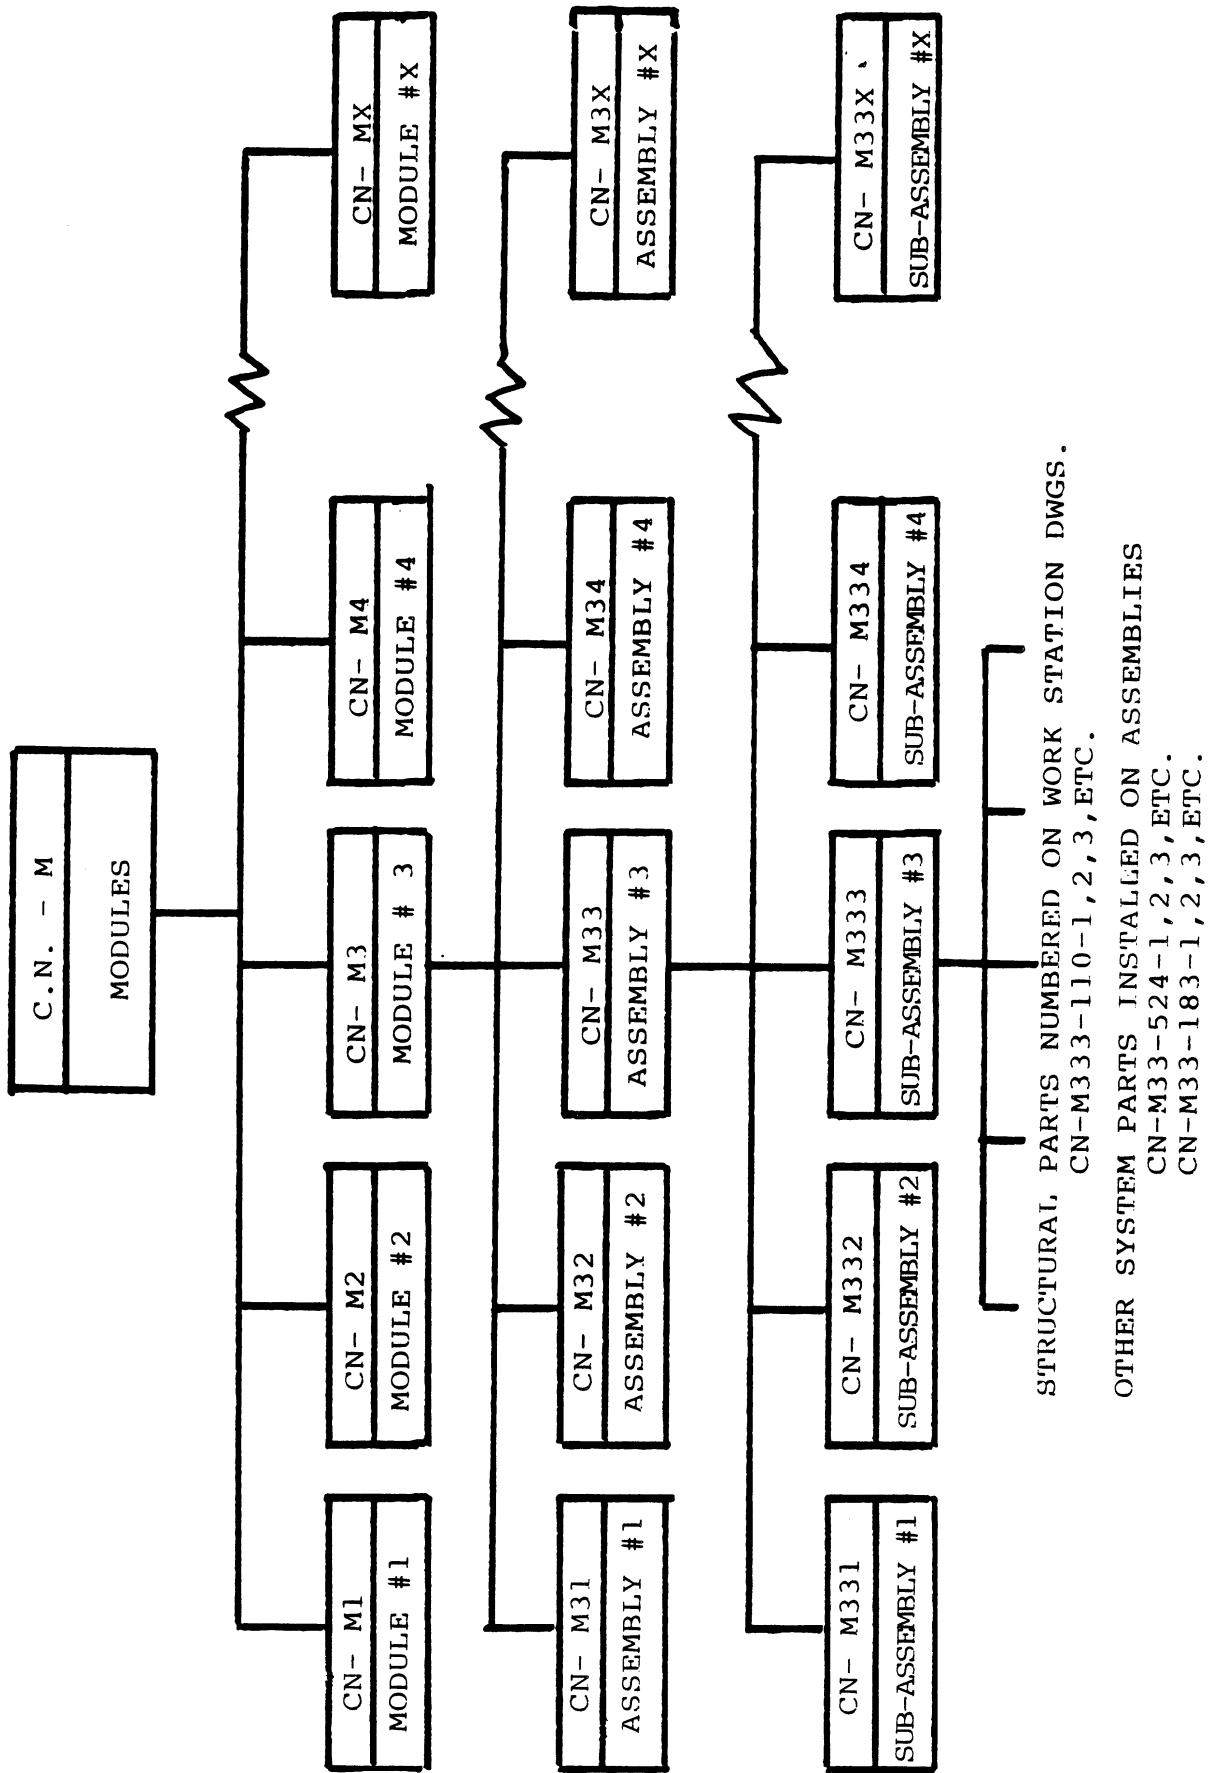 C.N. - M
MODULES
CN- M1
MODULE #1
CN- M2
MODULE #2
CN- M3
MODULE # 3
CN- M4
MODULE #4
CN- MX
MODULE #X
CN- M31
ASSEMBLY #1
CN- M32
ASSEMBLY #2
CN- M33
ASSEMBLY #3
CN- M34
ASSEMBLY #4
CN- M3X
ASSEMBLY #X
CN- M331
SUB-ASSEMBLY #1
CN- M332
SUB-ASSEMBLY #2
CN- M333
SUB-ASSEMBLY #3
CN- M334
SUB-ASSEMBLY #4
CN- M33X
SUB-ASSEMBLY #X
STRUCTURAL PARTS NUMBERED ON WORK STATION DWGS.
CN-M333-110-1,2,3,ETC.
OTHER SYSTEM PARTS INSTALLED ON ASSEMBLIES
CN-M33-524-1,2,3,ETC.
CN-M33-183-1,2,3,ETC.